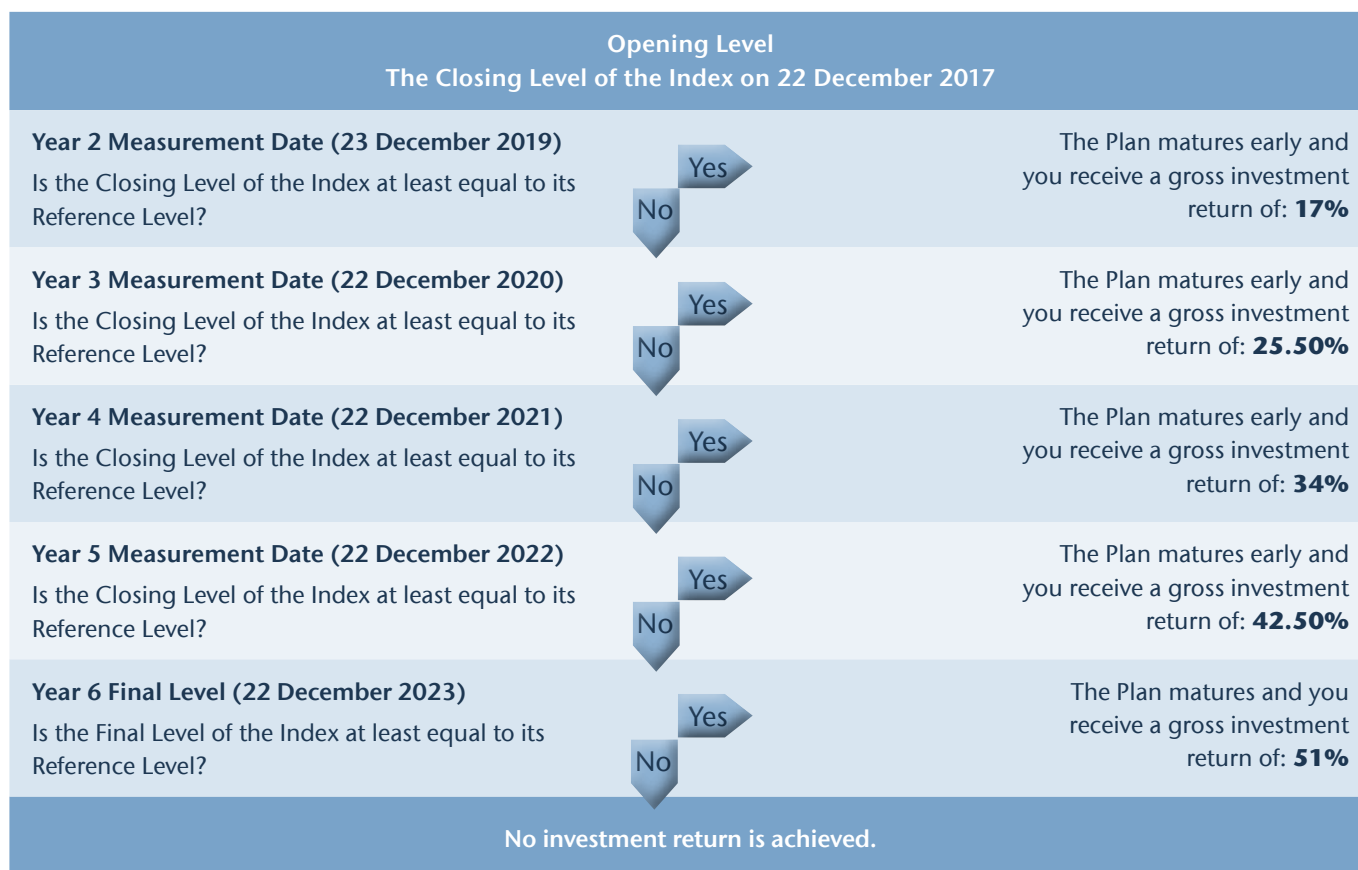 Opening Level
The Closing Level of the Index on 22 December 2017
Year 2 Measurement Date (23 December 2019)
Is the Closing Level of the Index at least equal to its
Reference Level?
Yes
No
The Plan matures early and
you receive a gross investment
return of: 17%
Year 3 Measurement Date (22 December 2020)
Is the Closing Level of the Index at least equal to its
Reference Level?
Yes
No
The Plan matures early and
you receive a gross investment
return of: 25.50%
Year 4 Measurement Date (22 December 2021)
Is the Closing Level of the Index at least equal to its
Reference Level?
Yes
No
The Plan matures early and
you receive a gross investment
return of: 34%
Year 5 Measurement Date (22 December 2022)
Is the Closing Level of the Index at least equal to its
Reference Level?
Yes
No
The Plan matures early and
you receive a gross investment
return of: 42.50%
Year 6 Final Level (22 December 2023)
Is the Final Level of the Index at least equal to its
Reference Level?
Yes
No
The Plan matures and you
receive a gross investment
return of: 51%
No investment return is achieved.